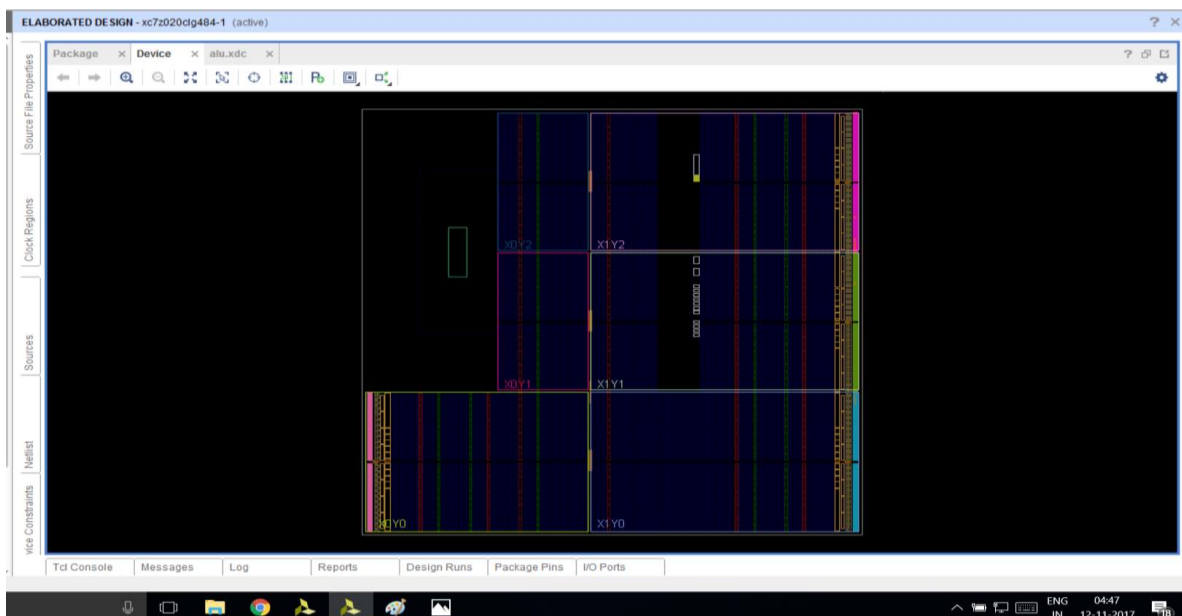 ELABORATED DESIGN - xc7z020clg484-1 (active)
Package Device alu.xdc
Source File Properties
Clock Regions
Sources
Netlist
vice Constraints
X0Y2 X1Y2
X0Y1 X1Y1
X0Y0 X1Y0
Tcl Console Messages Log Reports Design Runs Package Pins I/O Ports
ENG 04:47
IN 12-11-2017
18